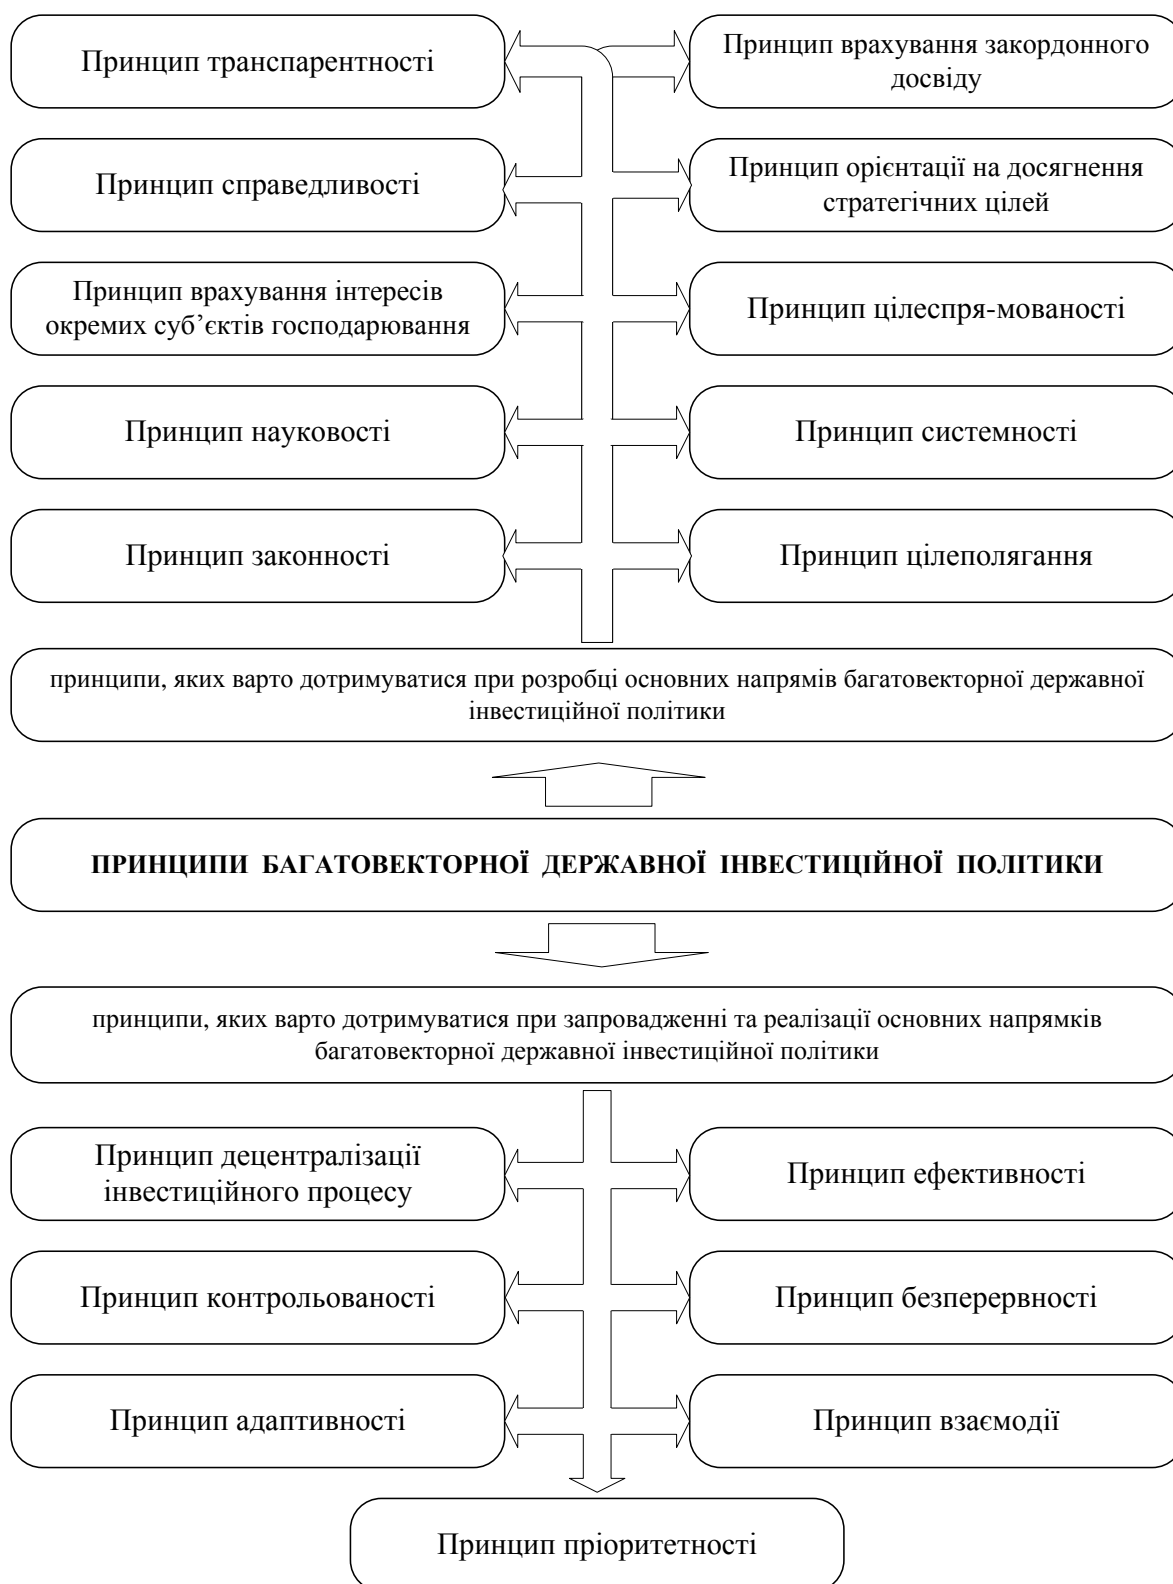 Принцип транспарентності
Принцип врахування закордонного
досвіду
Принцип справедливості
Принцип орієнтації на досягнення
стратегічних цілей
Принцип врахування інтересів
окремих суб’єктів господарювання
Принцип цілеспря-мованості
Принцип науковості
Принцип системності
Принцип законності
Принцип цілеполягання
принципи, яких варто дотримуватися при розробці основних напрямів багатовекторної державної
інвестиційної політики
ПРИНЦИПИ БАГАТОВЕКТОРНОЇ ДЕРЖАВНОЇ ІНВЕСТИЦІЙНОЇ ПОЛІТИКИ
принципи, яких варто дотримуватися при запровадженні та реалізації основних напрямків
багатовекторної державної інвестиційної політики
Принцип децентралізації
інвестиційного процесу
Принцип ефективності
Принцип контрольованості
Принцип безперервності
Принцип адаптивності
Принцип взаємодії
Принцип пріоритетності